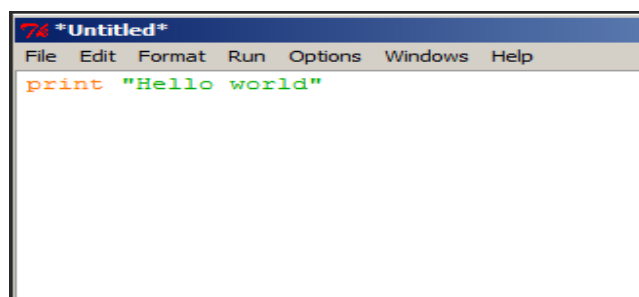 *Untitled*
File Edit Format Run Options Windows Help
print "Hello world"